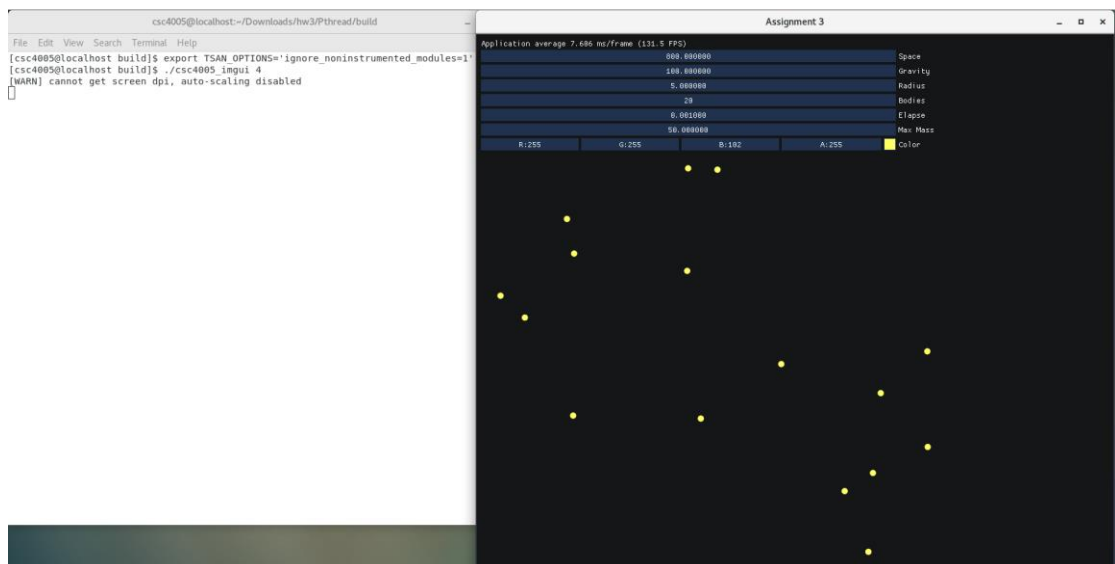 csc4005@localhost:~/Downloads/hw3/Pthread/build
File Edit View Search Terminal Help
[csc4005@localhost build]$ export TSAN_OPTIONS='ignore_noninstrumented_modules=1'
[csc4005@localhost build]$ ./csc4005_imgui 4
[WARN] cannot get screen dpi, auto-scaling disabled
Assignment 3
Application average 7.686 ms/frame (131.5 FPS)
800.000000 Space
100.000000 Gravity
5.000000 Radius
20 Bodies
0.001000 Elapse
50.000000 Max Mass
R:255 G:255 B:102 A:255 Color